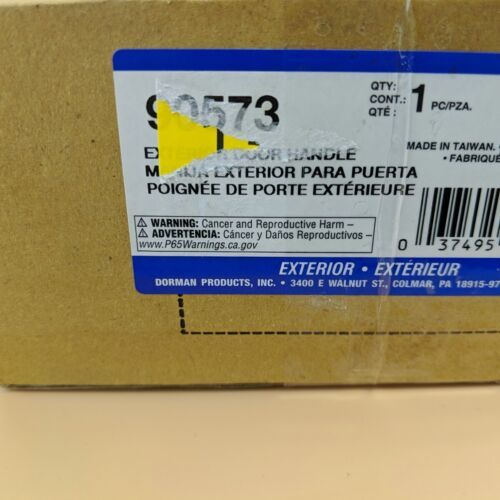 90573
QTY:
CONT.: 1 PC/PZA.
QTÉ :
EXTERIOR DOOR HANDLE
MADE IN TAIWAN.
• FABRIQUÉ
EXTERIOR PARA PUERTA
POIGNÉE DE PORTE EXTÉRIEURE
WARNING: Cancer and Reproductive Harm –
ADVERTENCIA: Cáncer y Daños Reproductivos –
www.P65Warnings.ca.gov
0 37495
EXTERIOR • EXTÉRIEUR
DORMAN PRODUCTS, INC. • 3400 E WALNUT ST., COLMAR, PA 18915-97